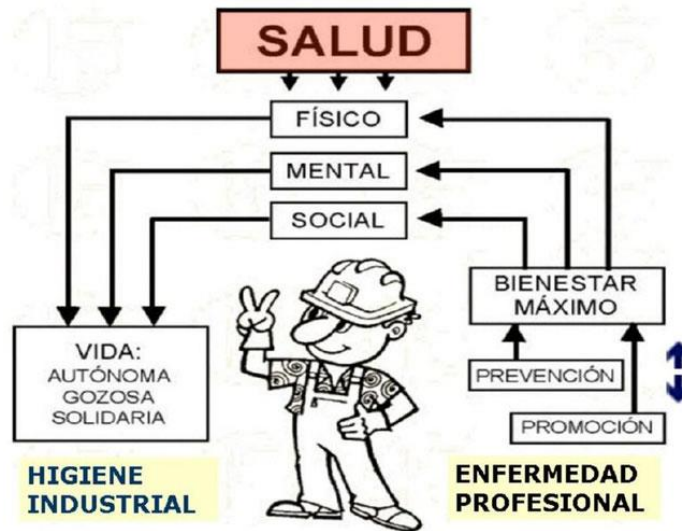 SALUD
FÍSICO
MENTAL
SOCIAL
BIENESTAR
MÁXIMO
VIDA:
AUTÓNOMA
GOZOSA
SOLIDARIA
PREVENCIÓN
PROMOCIÓN
HIGIENE
INDUSTRIAL
ENFERMEDAD
PROFESIONAL